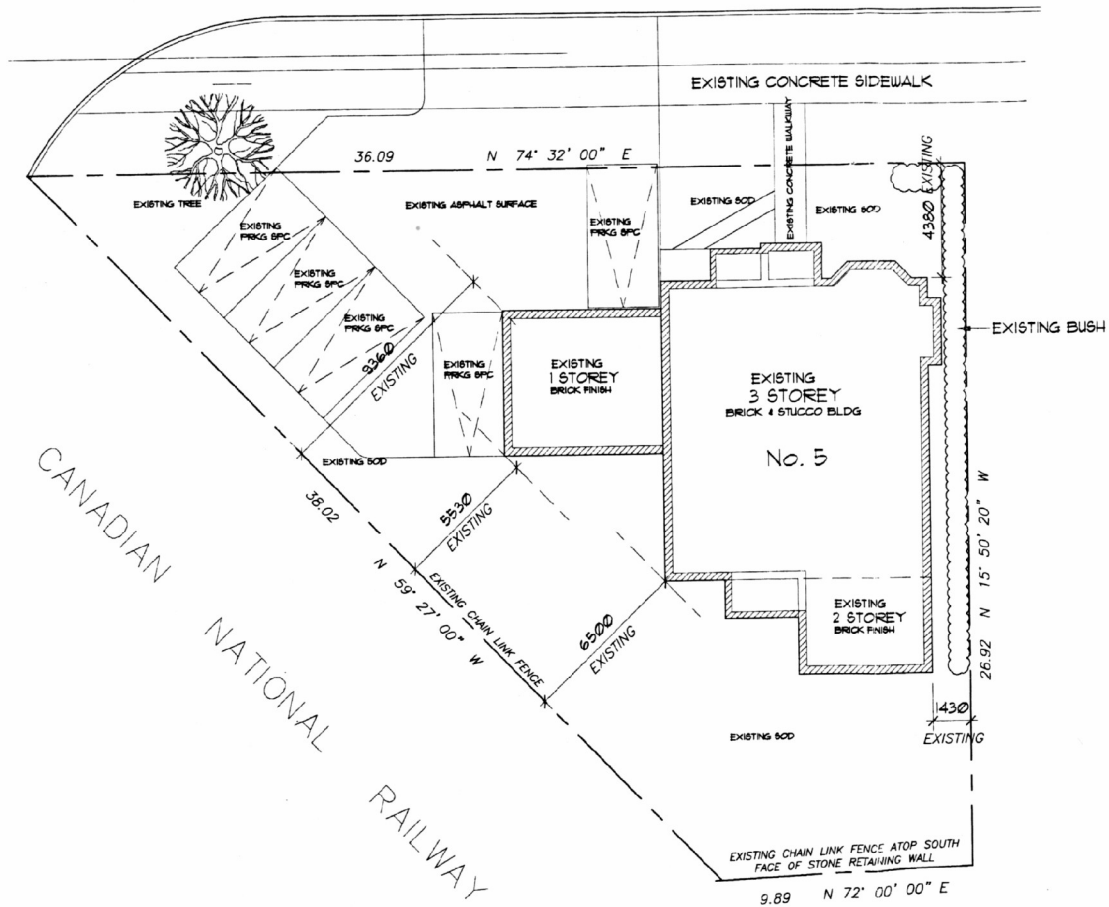 EXISTING CONCRETE SIDEWALK
EXISTING CONCRETE WALKWAY
36.09 N 74° 32' 00" E
EXISTING TREE
EXISTING ASPHALT SURFACE
EXISTING SOD
EXISTING SOD
4380 EXISTING
EXISTING
PRKG SPC
EXISTING
PRKG SPC
EXISTING
PRKG SPC
EXISTING
PRKG SPC
EXISTING
PRKG SPC
9360
EXISTING
EXISTING
1 STOREY
BRICK FINISH
EXISTING
3 STOREY
BRICK & STUCCO BLDG
No. 5
EXISTING BUSH
EXISTING SOD
CANADIAN
NATIONAL
RAILWAY
38.02 N 59° 27' 00" W
EXISTING CHAIN LINK FENCE
5530
EXISTING
6500
EXISTING
EXISTING
2 STOREY
BRICK FINISH
26.92 N 15° 50' 20" W
1430
EXISTING
EXISTING SOD
EXISTING CHAIN LINK FENCE ATOP SOUTH
FACE OF STONE RETAINING WALL
9.89 N 72° 00' 00" E